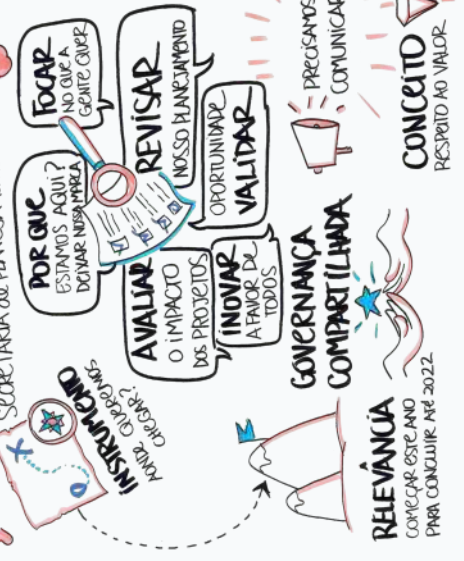 SECRETARIA de
INSTRUMENTO
AONDE QUEREMOS
CHEGAR?
POR QUE
ESTAMOS AQUI?
DEIXAR NOSSA MARCA
FOCAR
NO QUE A
GENTE QUER
AVALIAR
O IMPACTO
DOS PROJETOS
REVISAR
NOSSO PLANEJAMENTO
INOVAR
A FAVOR DE
TODOS
OPORTUNIDADE
VALIDAR
GOVERNANÇA
COMPARTILHADA
PRECISAMOS
COMUNICAR
RELEVÂNCIA
COMEÇAR ESTE ANO
PARA CONCLUIR ATÉ 2022
CONCEITO
RESPEITO AO VALOR